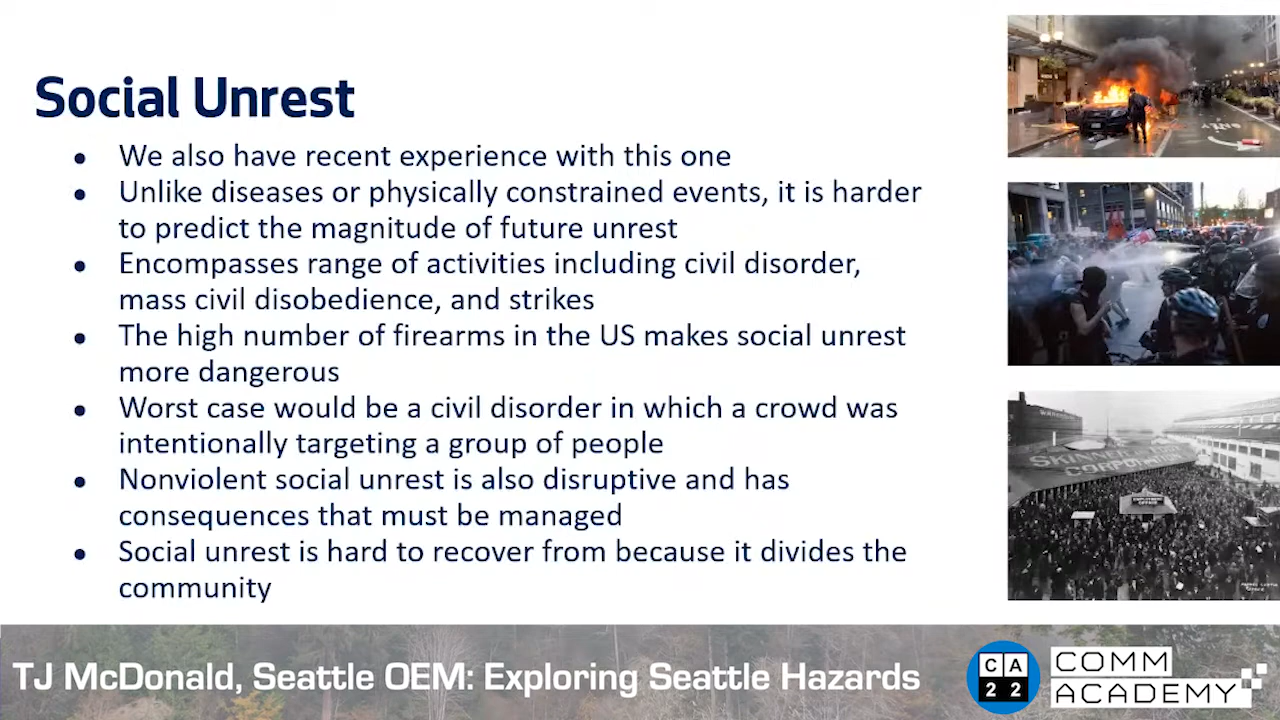 Social Unrest
• We also have recent experience with this one
• Unlike diseases or physically constrained events, it is harder
to predict the magnitude of future unrest
• Encompasses range of activities including civil disorder,
mass civil disobedience, and strikes
• The high number of firearms in the US makes social unrest
more dangerous
• Worst case would be a civil disorder in which a crowd was
intentionally targeting a group of people
• Nonviolent social unrest is also disruptive and has
consequences that must be managed
• Social unrest is hard to recover from because it divides the
community
EMPLOYMENT
OFFICE
TJ McDonald, Seattle OEM: Exploring Seattle Hazards
CA
22
COMM
ACADEMY